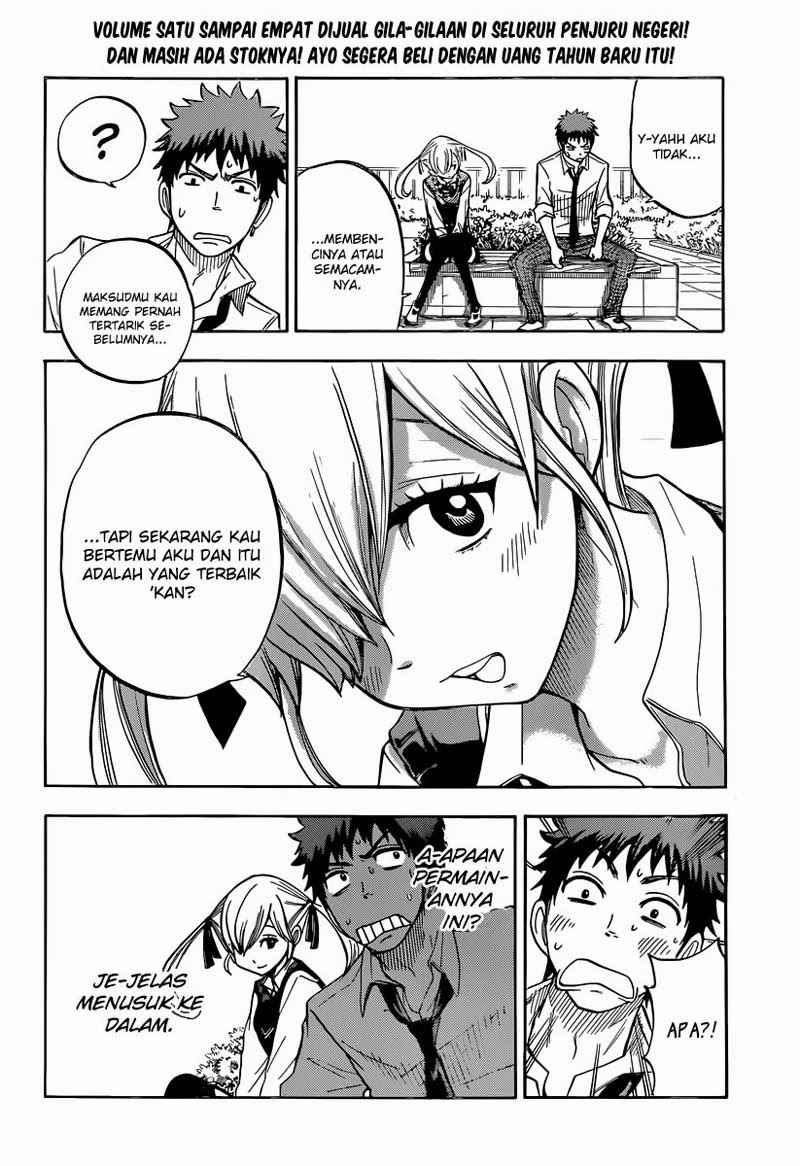 VOLUME SATU SAMPAI EMPAT DIJUAL GILA-GILAAN DI SELURUH PENJURU NEGERI!
DAN MASIH ADA STOKNYA! AYO SEGERA BELI DENGAN UANG TAHUN BARU ITU!
Y-YAHH AKU
TIDAK...
...MEMBEN-
CINYA ATAU
SEMACAM-
NYA.
?
MAKSUDMU KAU
MEMANG PERNAH
TERTARIK SE-
BELUMNYA...
...TAPI SEKARANG KAU
BERTEMU AKU DAN ITU
ADALAH YANG TERBAIK
'KAN?
APA?!
A-APAAN
PERMAIN-
ANNYA
INI?
JE-JELAS
MENUSUK KE
DALAM.